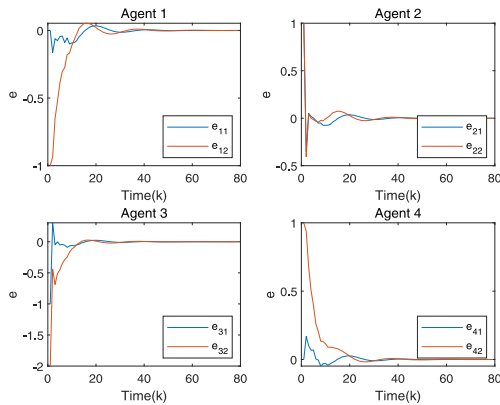 Agent 1
0
-0.5
-1
e
0 20 40 60 80
Time(k)
e11
e12
Agent 2
1
0.5
0
-0.5
e
0 20 40 60 80
Time(k)
e21
e22
Agent 3
0
-0.5
-1
-1.5
-2
e
0 20 40 60 80
Time(k)
e31
e32
Agent 4
1
0.5
0
e
0 20 40 60 80
Time(k)
e41
e42